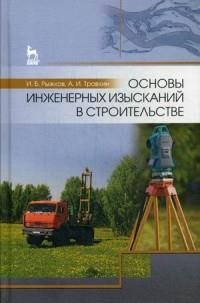 И. Б. Рыжков, А. И. Травкин
ОСНОВЫ
ИНЖЕНЕРНЫХ ИЗЫСКАНИЙ
В СТРОИТЕЛЬСТВЕ